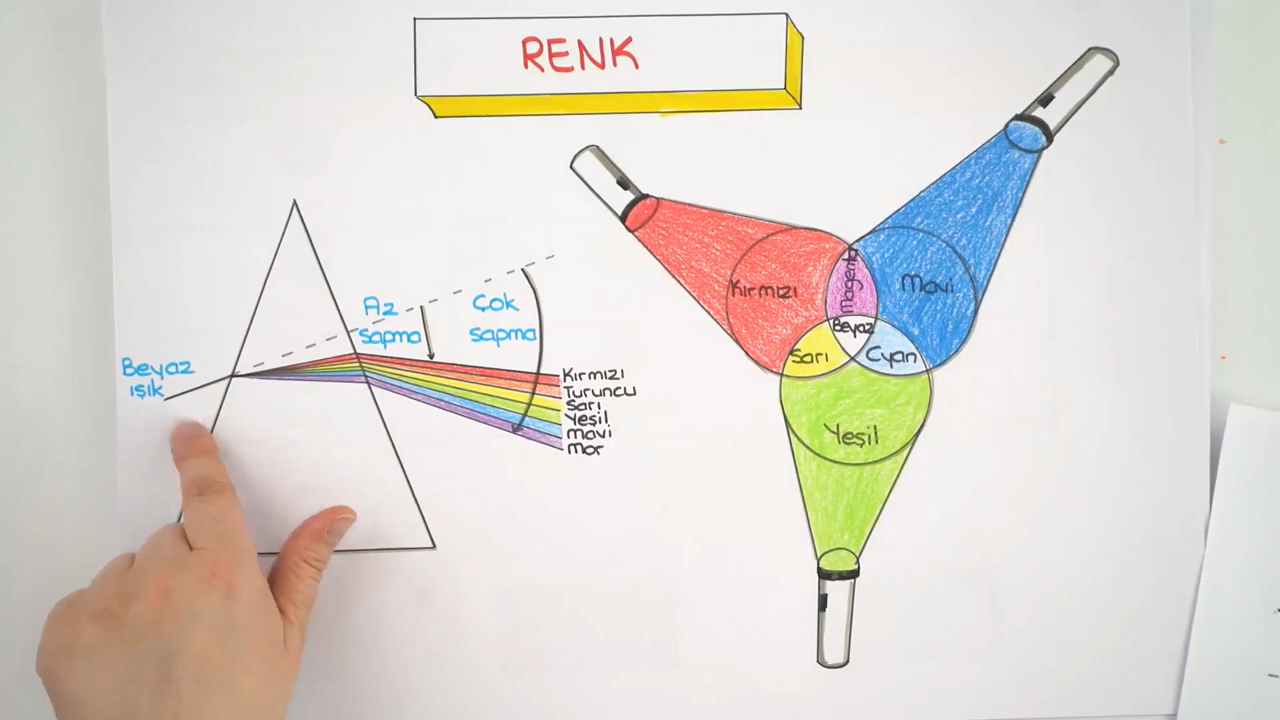 RENK
Beyaz
ışık
Az
sapma
Çok
sapma
Kırmızı
Turuncu
Sarı
Yeşil
Mavi
Mor
Kırmızı
Magenta
Mavi
Beyaz
Sarı
Cyan
Yeşil